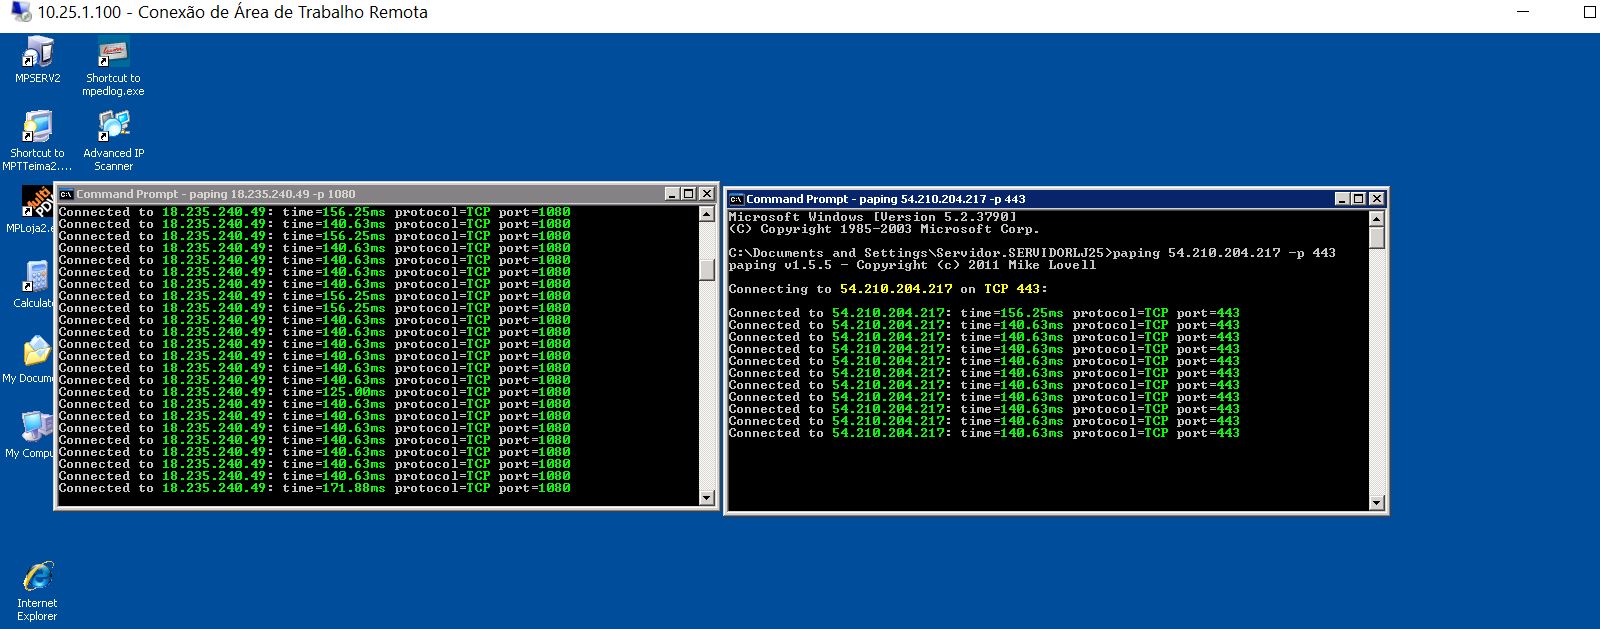 10.25.1.100 - Conexão de Área de Trabalho Remota
MPSERV2
Shortcut to
mpedlog.exe
Shortcut to
MPTTeima2....
Advanced IP
Scanner
Multi
PDV
MPLoja2.e
Calculat
My Docum
My Compu
Internet
Explorer
Command Prompt - paping 18.235.240.49 -p 1080
Connected to 18.235.240.49: time=156.25ms protocol=TCP port=1080
Connected to 18.235.240.49: time=140.63ms protocol=TCP port=1080
Connected to 18.235.240.49: time=156.25ms protocol=TCP port=1080
Connected to 18.235.240.49: time=140.63ms protocol=TCP port=1080
Connected to 18.235.240.49: time=140.63ms protocol=TCP port=1080
Connected to 18.235.240.49: time=140.63ms protocol=TCP port=1080
Connected to 18.235.240.49: time=140.63ms protocol=TCP port=1080
Connected to 18.235.240.49: time=156.25ms protocol=TCP port=1080
Connected to 18.235.240.49: time=156.25ms protocol=TCP port=1080
Connected to 18.235.240.49: time=140.63ms protocol=TCP port=1080
Connected to 18.235.240.49: time=140.63ms protocol=TCP port=1080
Connected to 18.235.240.49: time=140.63ms protocol=TCP port=1080
Connected to 18.235.240.49: time=140.63ms protocol=TCP port=1080
Connected to 18.235.240.49: time=140.63ms protocol=TCP port=1080
Connected to 18.235.240.49: time=140.63ms protocol=TCP port=1080
Connected to 18.235.240.49: time=125.00ms protocol=TCP port=1080
Connected to 18.235.240.49: time=140.63ms protocol=TCP port=1080
Connected to 18.235.240.49: time=140.63ms protocol=TCP port=1080
Connected to 18.235.240.49: time=140.63ms protocol=TCP port=1080
Connected to 18.235.240.49: time=140.63ms protocol=TCP port=1080
Connected to 18.235.240.49: time=140.63ms protocol=TCP port=1080
Connected to 18.235.240.49: time=140.63ms protocol=TCP port=1080
Connected to 18.235.240.49: time=140.63ms protocol=TCP port=1080
Connected to 18.235.240.49: time=171.88ms protocol=TCP port=1080
Command Prompt - paping 54.210.204.217 -p 443
Microsoft Windows [Version 5.2.3790]
(C) Copyright 1985-2003 Microsoft Corp.
C:\Documents and Settings\Servidor.SERVIDORLJ25>paping 54.210.204.217 -p 443
paping v1.5.5 - Copyright (c) 2011 Mike Lovell
Connecting to 54.210.204.217 on TCP 443:
Connected to 54.210.204.217: time=156.25ms protocol=TCP port=443
Connected to 54.210.204.217: time=140.63ms protocol=TCP port=443
Connected to 54.210.204.217: time=140.63ms protocol=TCP port=443
Connected to 54.210.204.217: time=140.63ms protocol=TCP port=443
Connected to 54.210.204.217: time=140.63ms protocol=TCP port=443
Connected to 54.210.204.217: time=140.63ms protocol=TCP port=443
Connected to 54.210.204.217: time=140.63ms protocol=TCP port=443
Connected to 54.210.204.217: time=140.63ms protocol=TCP port=443
Connected to 54.210.204.217: time=140.63ms protocol=TCP port=443
Connected to 54.210.204.217: time=140.63ms protocol=TCP port=443
Connected to 54.210.204.217: time=140.63ms protocol=TCP port=443